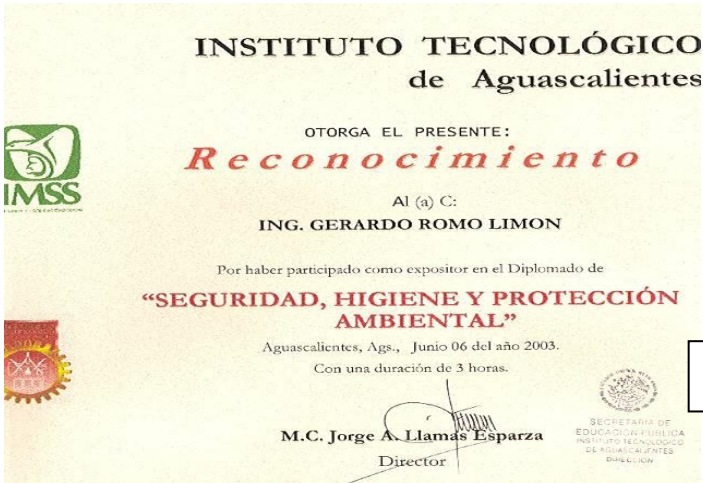 INSTITUTO TECNOLÓGICO
de Aguascalientes
OTORGA EL PRESENTE:
Reconocimiento
IMSS
Al (a) C:
ING. GERARDO ROMO LIMON
Por haber participado como expositor en el Diplomado de
“SEGURIDAD, HIGIENE Y PROTECCIÓN
AMBIENTAL”
Aguascalientes, Ags., Junio 06 del año 2003.
Con una duración de 3 horas.
SECRETARIA DE
EDUCACION PUBLICA
INSTITUTO TECNOLOGICO
DE AGUASCALIENTES
DIRECCION
M.C. Jorge A. Llamas Esparza
Director